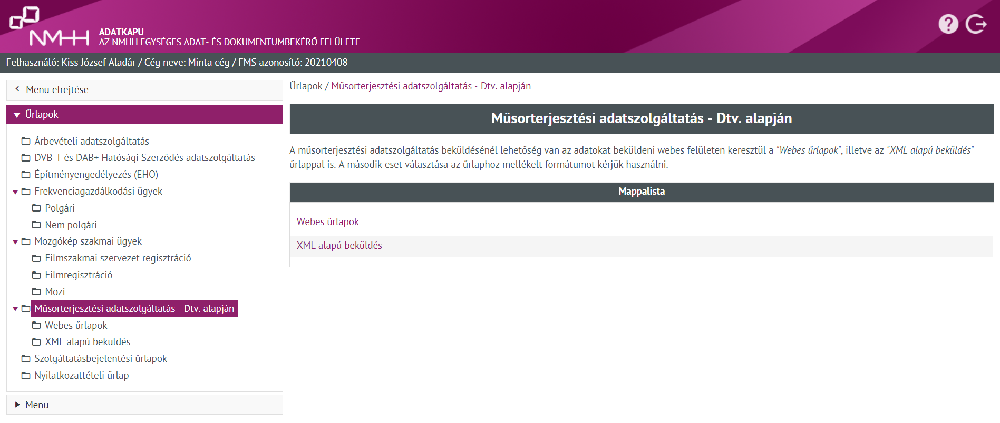 NMHH
ADATKAPU
AZ NMHH EGYSÉGES ADAT- ÉS DOKUMENTUMBEKÉRŐ FELÜLETE
Felhasználó: Kiss József Aladár / Cég neve: Minta cég / FMS azonosító: 20210408
Menü elrejtése
Űrlapok
Árbevételi adatszolgáltatás
DVB-T és DAB+ Hatósági Szerződés adatszolgáltatás
Építményengedélyezés (EHO)
Frekvenciagazdálkodási ügyek
Polgári
Nem polgári
Mozgókép szakmai ügyek
Filmszakmai szervezet regisztráció
Filmregisztráció
Mozi
Műsorterjesztési adatszolgáltatás - Dtv. alapján
Webes űrlapok
XML alapú beküldés
Szolgáltatásbejelentési űrlapok
Nyilatkozattételi űrlap
Menü
Űrlapok / Műsorterjesztési adatszolgáltatás - Dtv. alapján
Műsorterjesztési adatszolgáltatás - Dtv. alapján
A műsorterjesztési adatszolgáltatás beküldésénél lehetőség van az adatokat beküldeni webes felületen keresztül a "Webes űrlapok", illetve az "XML alapú beküldés"
űrlappal is. A második eset választása az űrlaphoz mellékelt formátumot kérjük használni.
Mappalista
Webes űrlapok
XML alapú beküldés